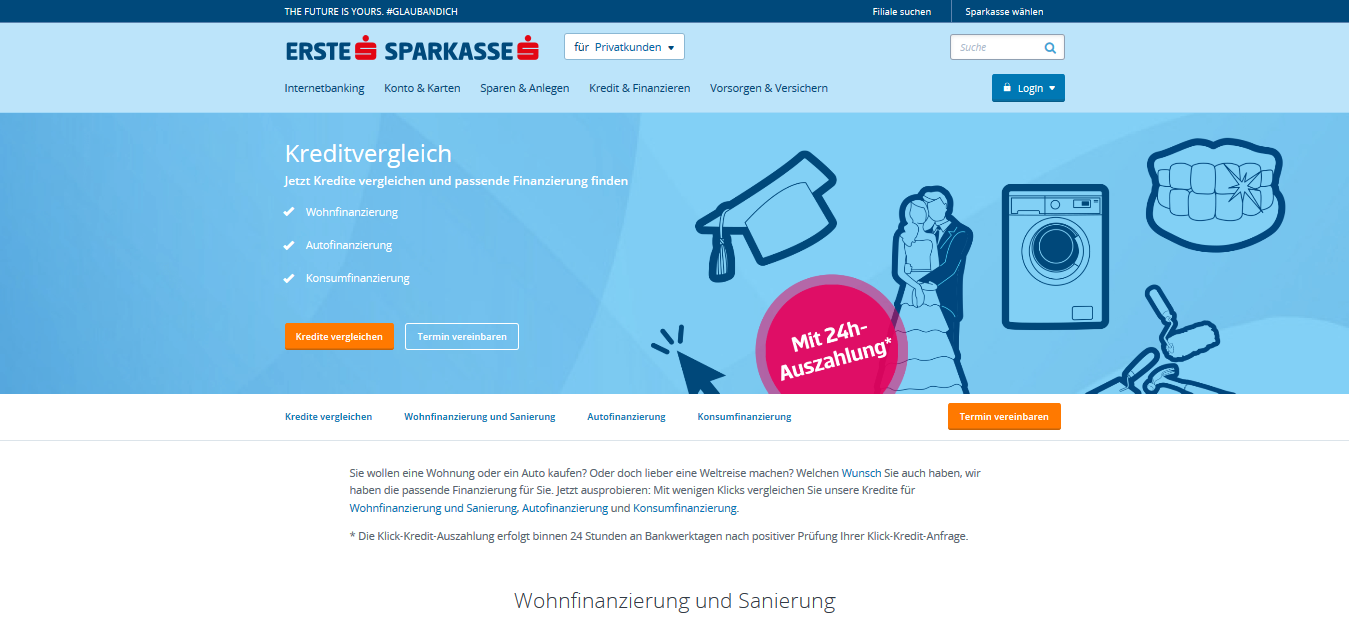 THE FUTURE IS YOURS. #GLAUBANDICH
Filiale suchen
Sparkasse wählen
ERSTE SPARKASSE
für Privatkunden
Suche
Internetbanking
Konto & Karten
Sparen & Anlegen
Kredit & Finanzieren
Vorsorgen & Versichern
Login
Kreditvergleich
Jetzt Kredite vergleichen und passende Finanzierung finden
Wohnfinanzierung
Autofinanzierung
Konsumfinanzierung
Kredite vergleichen
Termin vereinbaren
Mit 24h-
Auszahlung*
Kredite vergleichen
Wohnfinanzierung und Sanierung
Autofinanzierung
Konsumfinanzierung
Termin vereinbaren
Sie wollen eine Wohnung oder ein Auto kaufen? Oder doch lieber eine Weltreise machen? Welchen Wunsch Sie auch haben, wir
haben die passende Finanzierung für Sie. Jetzt ausprobieren: Mit wenigen Klicks vergleichen Sie unsere Kredite für
Wohnfinanzierung und Sanierung, Autofinanzierung und Konsumfinanzierung.
* Die Klick-Kredit-Auszahlung erfolgt binnen 24 Stunden an Bankwerktagen nach positiver Prüfung Ihrer Klick-Kredit-Anfrage.
Wohnfinanzierung und Sanierung